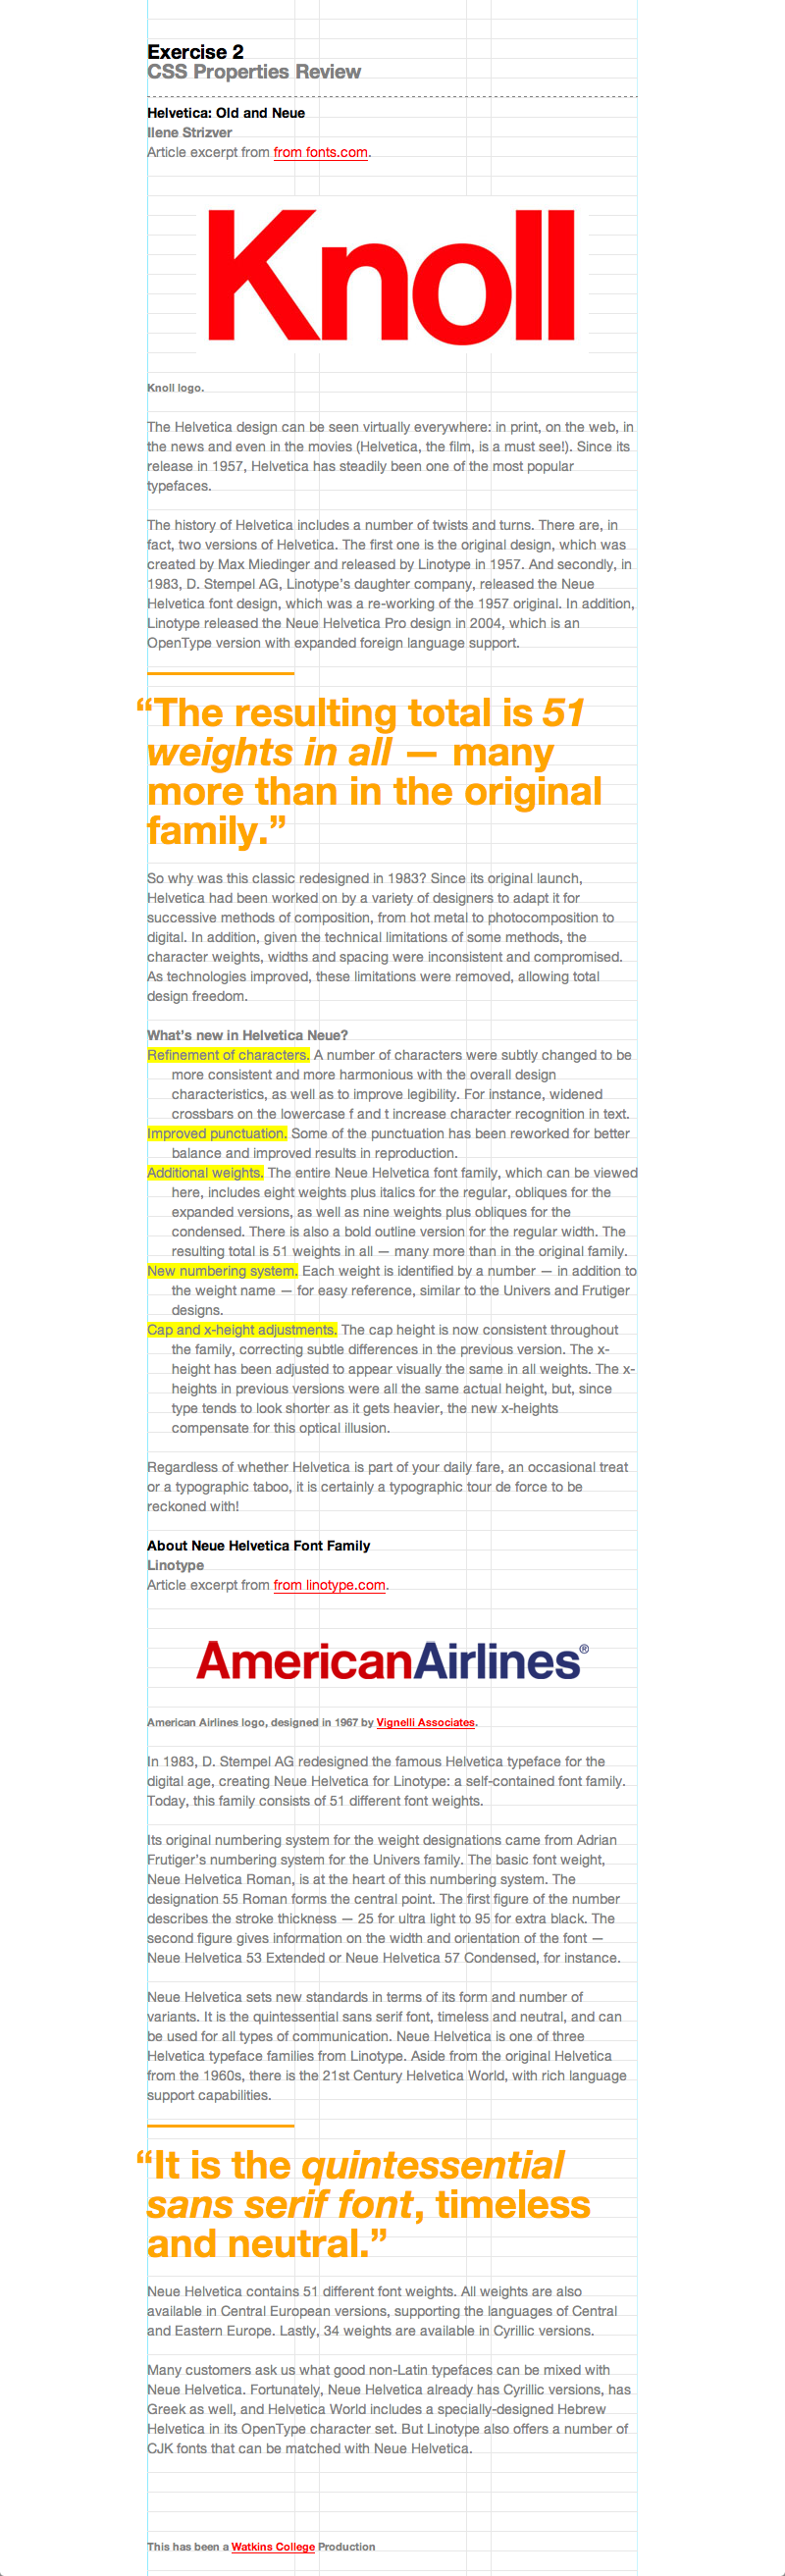 Exercise 2
CSS Properties Review
Helvetica: Old and Neue
Ilene Strizver
Article excerpt from from fonts.com.
Knoll
Knoll logo.
The Helvetica design can be seen virtually everywhere: in print, on the web, in
the news and even in the movies (Helvetica, the film, is a must see!). Since its
release in 1957, Helvetica has steadily been one of the most popular
typefaces.
The history of Helvetica includes a number of twists and turns. There are, in
fact, two versions of Helvetica. The first one is the original design, which was
created by Max Miedinger and released by Linotype in 1957. And secondly, in
1983, D. Stempel AG, Linotype’s daughter company, released the Neue
Helvetica font design, which was a re-working of the 1957 original. In addition,
Linotype released the Neue Helvetica Pro design in 2004, which is an
OpenType version with expanded foreign language support.
“The resulting total is 51
weights in all — many
more than in the original
family.”
So why was this classic redesigned in 1983? Since its original launch,
Helvetica had been worked on by a variety of designers to adapt it for
successive methods of composition, from hot metal to photocomposition to
digital. In addition, given the technical limitations of some methods, the
character weights, widths and spacing were inconsistent and compromised.
As technologies improved, these limitations were removed, allowing total
design freedom.
What’s new in Helvetica Neue?
Refinement of characters. A number of characters were subtly changed to be
more consistent and more harmonious with the overall design
characteristics, as well as to improve legibility. For instance, widened
crossbars on the lowercase f and t increase character recognition in text.
Improved punctuation. Some of the punctuation has been reworked for better
balance and improved results in reproduction.
Additional weights. The entire Neue Helvetica font family, which can be viewed
here, includes eight weights plus italics for the regular, obliques for the
expanded versions, as well as nine weights plus obliques for the
condensed. There is also a bold outline version for the regular width. The
resulting total is 51 weights in all — many more than in the original family.
New numbering system. Each weight is identified by a number — in addition to
the weight name — for easy reference, similar to the Univers and Frutiger
designs.
Cap and x-height adjustments. The cap height is now consistent throughout
the family, correcting subtle differences in the previous version. The x-
height has been adjusted to appear visually the same in all weights. The x-
heights in previous versions were all the same actual height, but, since
type tends to look shorter as it gets heavier, the new x-heights
compensate for this optical illusion.
Regardless of whether Helvetica is part of your daily fare, an occasional treat
or a typographic taboo, it is certainly a typographic tour de force to be
reckoned with!
About Neue Helvetica Font Family
Linotype
Article excerpt from from linotype.com.
AmericanAirlines®
American Airlines logo, designed in 1967 by Vignelli Associates.
In 1983, D. Stempel AG redesigned the famous Helvetica typeface for the
digital age, creating Neue Helvetica for Linotype: a self-contained font family.
Today, this family consists of 51 different font weights.
Its original numbering system for the weight designations came from Adrian
Frutiger’s numbering system for the Univers family. The basic font weight,
Neue Helvetica Roman, is at the heart of this numbering system. The
designation 55 Roman forms the central point. The first figure of the number
describes the stroke thickness — 25 for ultra light to 95 for extra black. The
second figure gives information on the width and orientation of the font —
Neue Helvetica 53 Extended or Neue Helvetica 57 Condensed, for instance.
Neue Helvetica sets new standards in terms of its form and number of
variants. It is the quintessential sans serif font, timeless and neutral, and can
be used for all types of communication. Neue Helvetica is one of three
Helvetica typeface families from Linotype. Aside from the original Helvetica
from the 1960s, there is the 21st Century Helvetica World, with rich language
support capabilities.
“It is the quintessential
sans serif font, timeless
and neutral.”
Neue Helvetica contains 51 different font weights. All weights are also
available in Central European versions, supporting the languages of Central
and Eastern Europe. Lastly, 34 weights are available in Cyrillic versions.
Many customers ask us what good non-Latin typefaces can be mixed with
Neue Helvetica. Fortunately, Neue Helvetica already has Cyrillic versions, has
Greek as well, and Helvetica World includes a specially-designed Hebrew
Helvetica in its OpenType character set. But Linotype also offers a number of
CJK fonts that can be matched with Neue Helvetica.
This has been a Watkins College Production